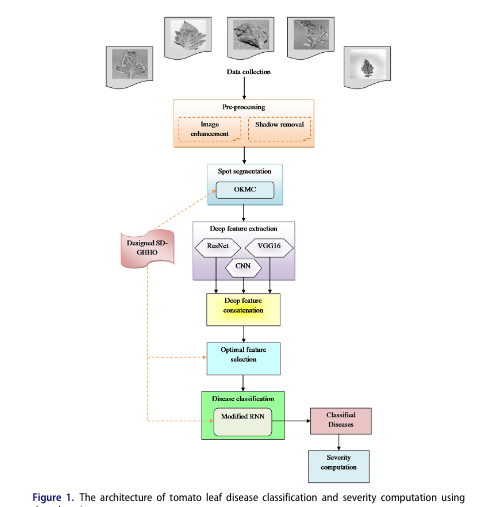 Data collection
Pre-processing
Image
enhancement
Shadow removal
Spot segmentation
OKMC
Designed SD-
GHHO
Deep feature extraction
ResNet
VGG16
CNN
Deep feature
concatenation
Optimal feature
selection
Disease classification
Modified RNN
Classified
Diseases
Severity
computation
Figure 1. The architecture of tomato leaf disease classification and severity computation using